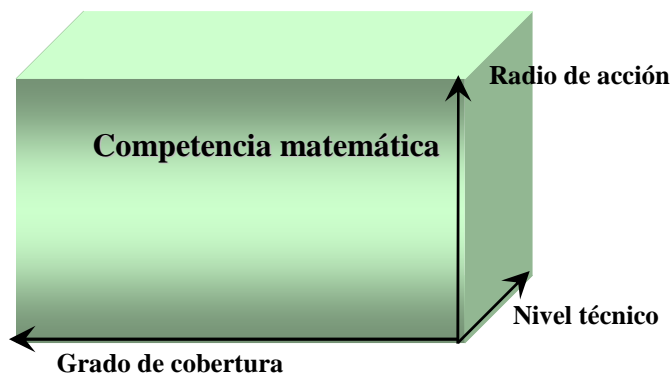 Radio de acción
Competencia matemática
Nivel técnico
Grado de cobertura